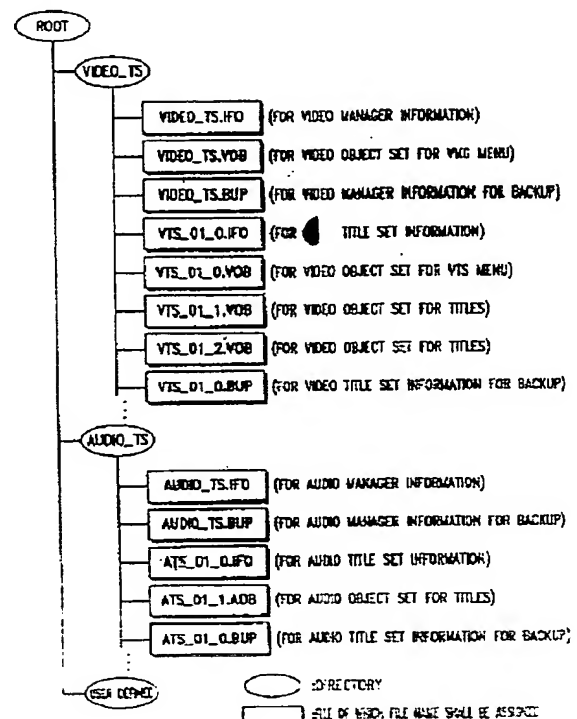 ROOT
VIDEO_TS
VIDEO_TS.IFO (FOR VIDEO MANAGER INFORMATION)
VIDEO_TS.VOB (FOR VIDEO OBJECT SET FOR VMG MENU)
VIDEO_TS.BUP (FOR VIDEO MANAGER INFORMATION FOR BACKUP)
VTS_01_0.IFO (FOR TITLE SET INFORMATION)
VTS_01_0.VOB (FOR VIDEO OBJECT SET FOR VTS MENU)
VTS_01_1.VOB (FOR VIDEO OBJECT SET FOR TITLES)
VTS_01_2.VOB (FOR VIDEO OBJECT SET FOR TITLES)
VTS_01_0.BUP (FOR VIDEO TITLE SET INFORMATION FOR BACKUP)
AUDIO_TS
AUDIO_TS.IFO (FOR AUDIO MANAGER INFORMATION)
AUDIO_TS.BUP (FOR AUDIO MANAGER INFORMATION FOR BACKUP)
ATS_01_0.IFO (FOR AUDIO TITLE SET INFORMATION)
ATS_01_1.AOB (FOR AUDIO OBJECT SET FOR TITLES)
ATS_01_0.BUP (FOR AUDIO TITLE SET INFORMATION FOR BACKUP)
USER DEFINED
:DIRECTORY
:FILE OF WHICH FILE NAME SHALL BE